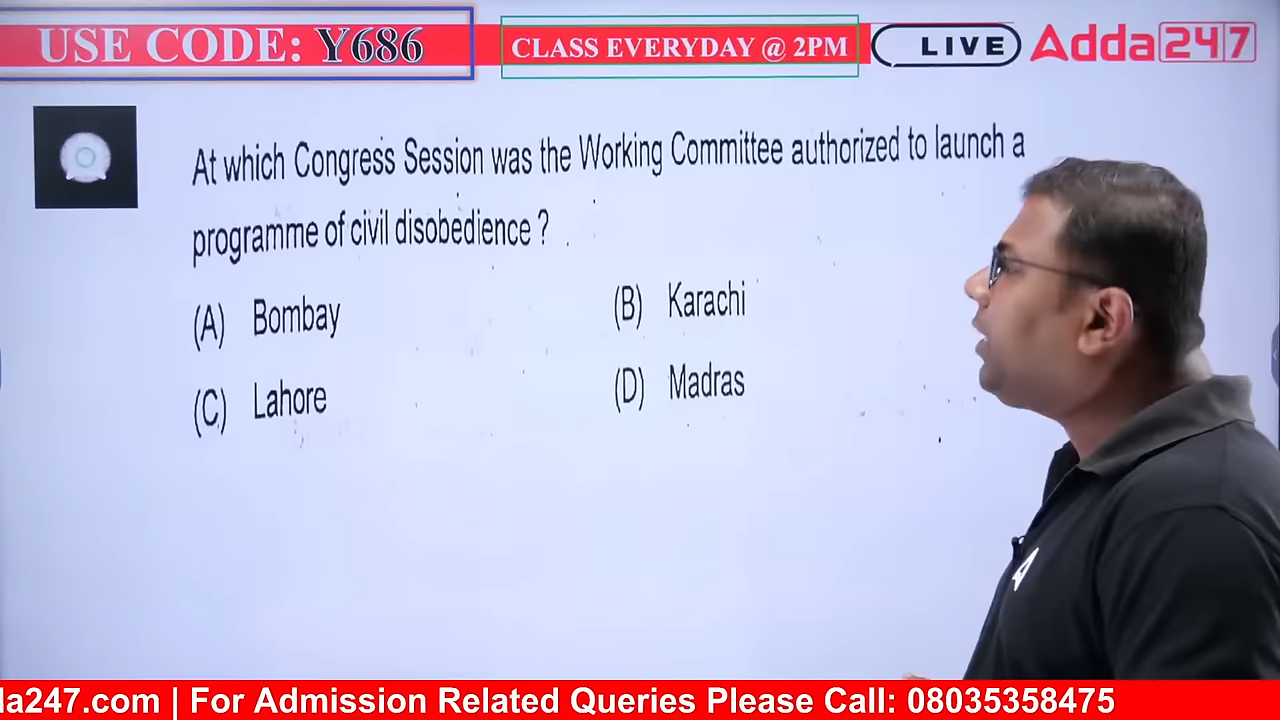 USE CODE: Y686
CLASS EVERYDAY @ 2PM
LIVE
Adda247
At which Congress Session was the Working Committee authorized to launch a
programme of civil disobedience ?
(A) Bombay
(B) Karachi
(C) Lahore
(D) Madras
da247.com | For Admission Related Queries Please Call: 08035358475